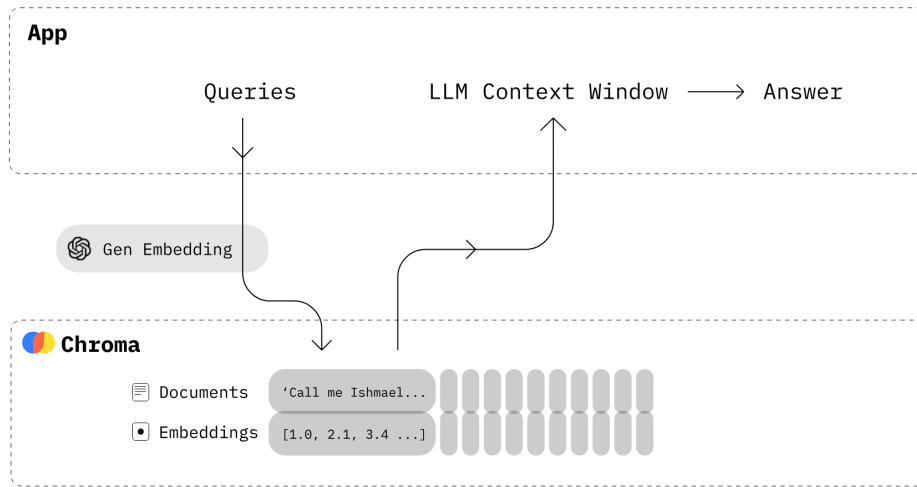 App
Queries
LLM Context Window
Answer
Gen Embedding
Chroma
Documents
‘Call me Ishmael...
Embeddings
[1.0, 2.1, 3.4 ...]